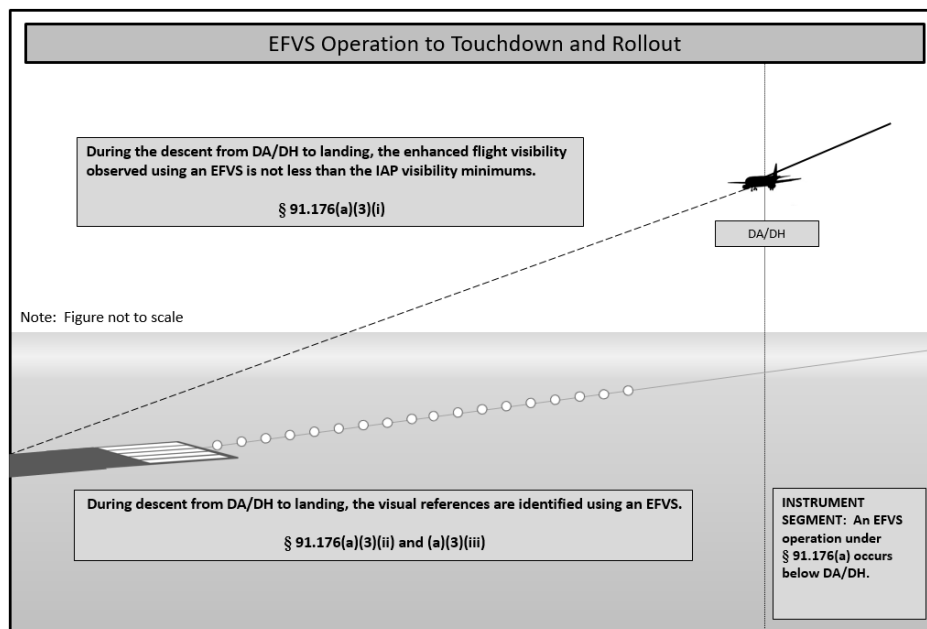 EFVS Operation to Touchdown and Rollout
During the descent from DA/DH to landing, the enhanced flight visibility
observed using an EFVS is not less than the IAP visibility minimums.
§ 91.176(a)(3)(i)
DA/DH
Note: Figure not to scale
During descent from DA/DH to landing, the visual references are identified using an EFVS.
§ 91.176(a)(3)(ii) and (a)(3)(iii)
INSTRUMENT
SEGMENT: An EFVS
operation under
§ 91.176(a) occurs
below DA/DH.